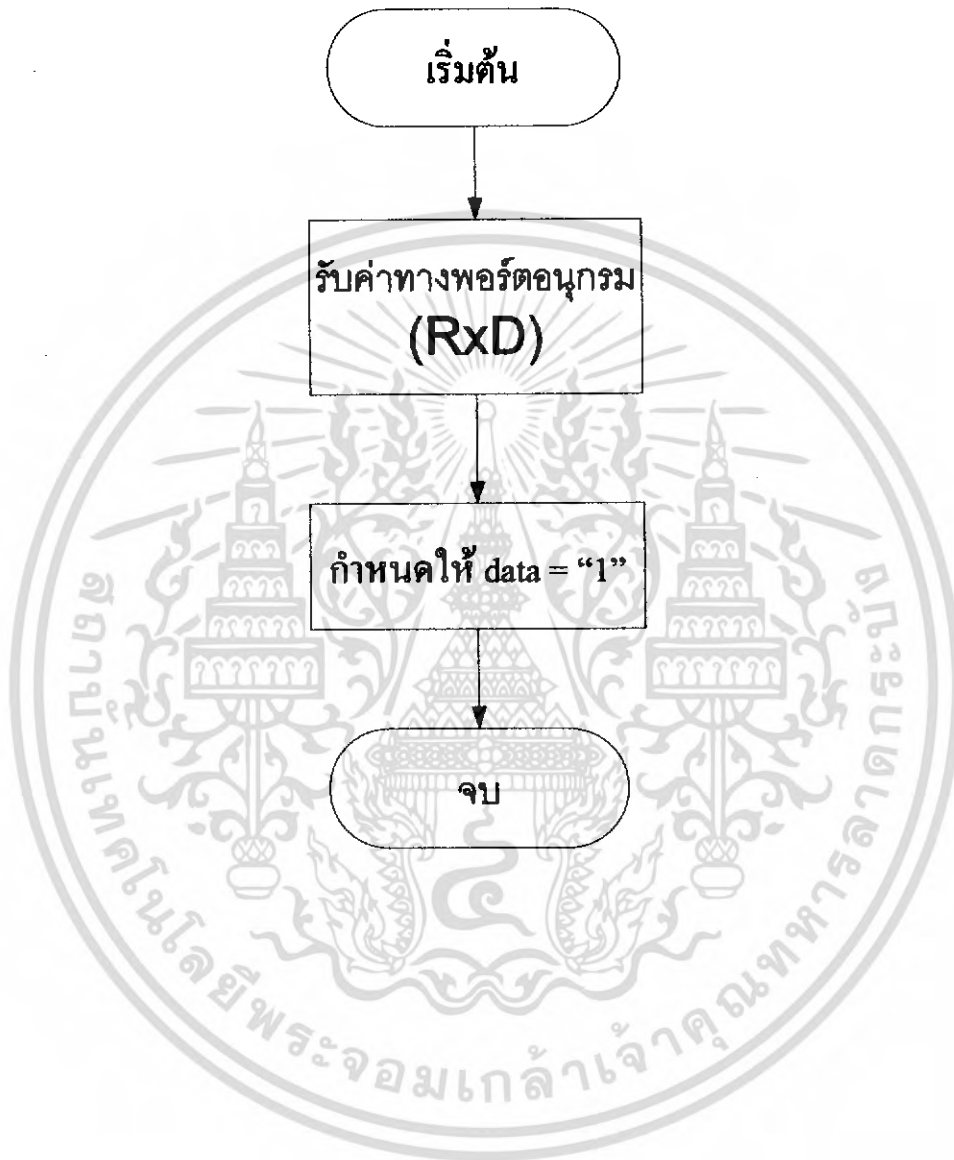 เริ่มต้น
รับค่าทางพอร์ตอนุกรม
(RxD)
กำหนดให้ data = “1”
จบ
สถาบันเทคโนโลยีพระจอมเกล้าเจ้าคุณทหารลาดกระบัง